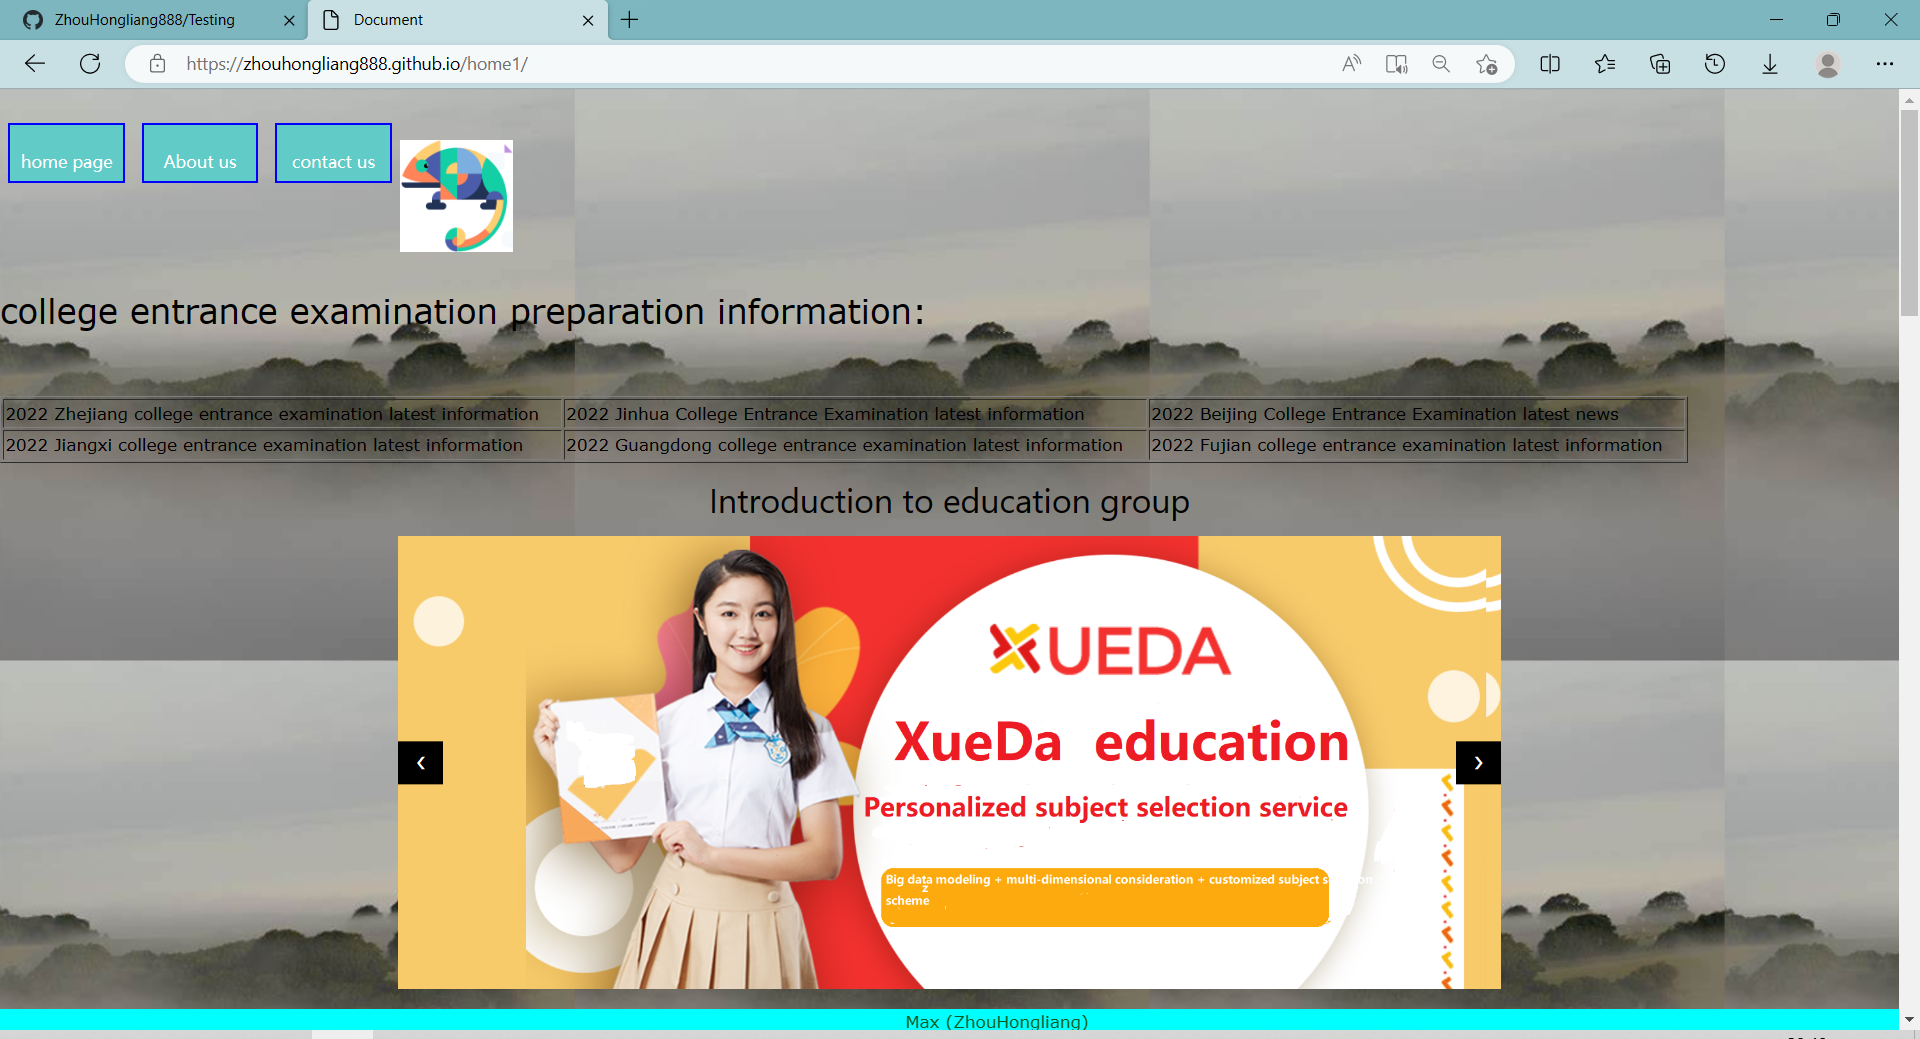 ZhouHongliang888/Testing
Document
https://zhouhongliang888.github.io/home1/
home page
About us
contact us
college entrance examination preparation information:
2022 Zhejiang college entrance examination latest information
2022 Jinhua College Entrance Examination latest information
2022 Beijing College Entrance Examination latest news
2022 Jiangxi college entrance examination latest information
2022 Guangdong college entrance examination latest information
2022 Fujian college entrance examination latest information
Introduction to education group
XUEDA
XueDa education
Personalized subject selection service
Big data modeling + multi-dimensional consideration + customized subject
z
scheme
Max (ZhouHongliang)